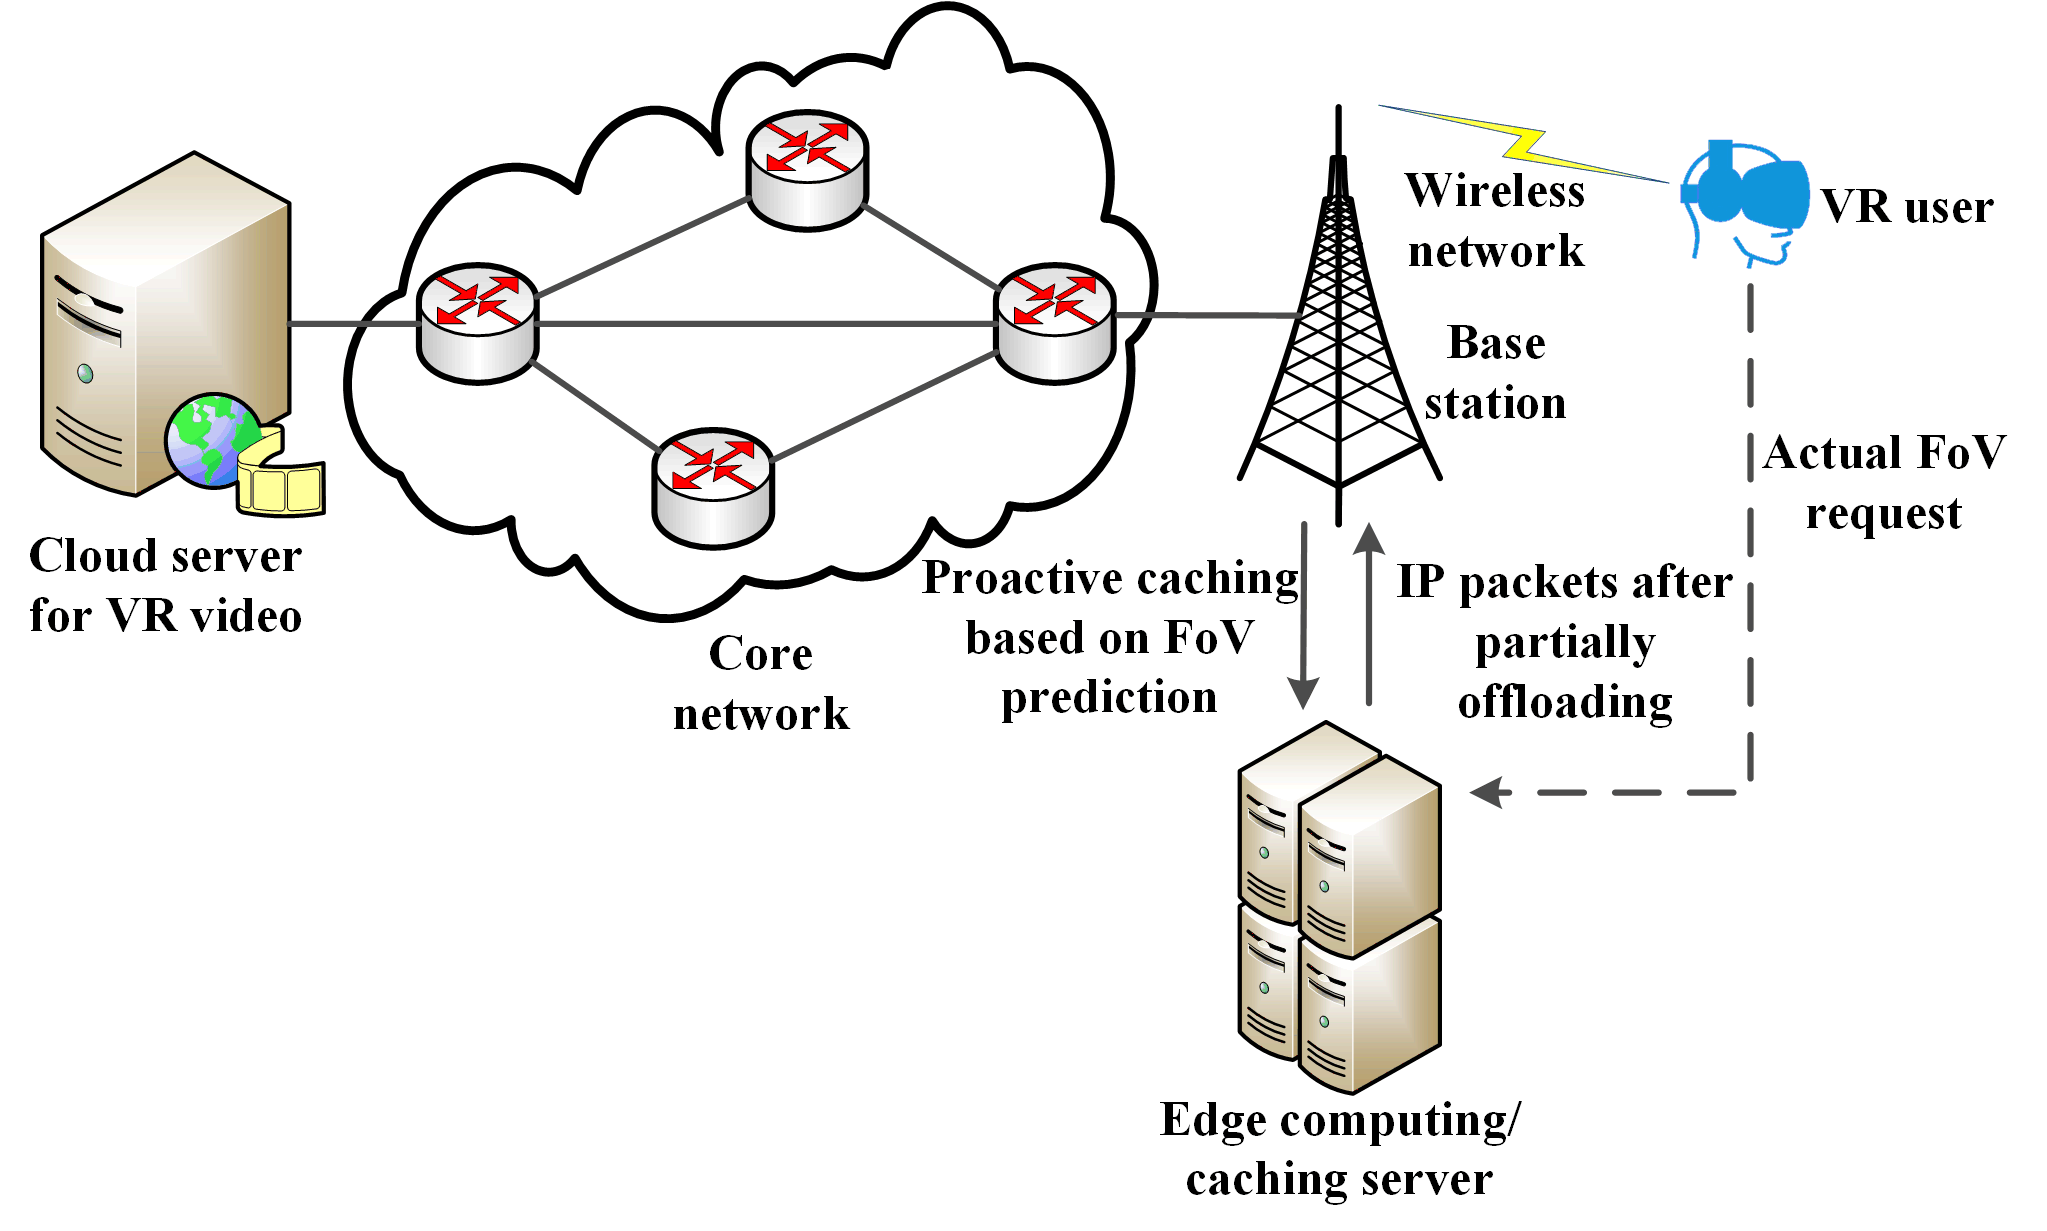 Wireless
network
VR user
Base
station
Actual FoV
request
Cloud server
for VR video
Core
network
Proactive caching
based on FoV
prediction
IP packets after
partially
offloading
Edge computing/
caching server